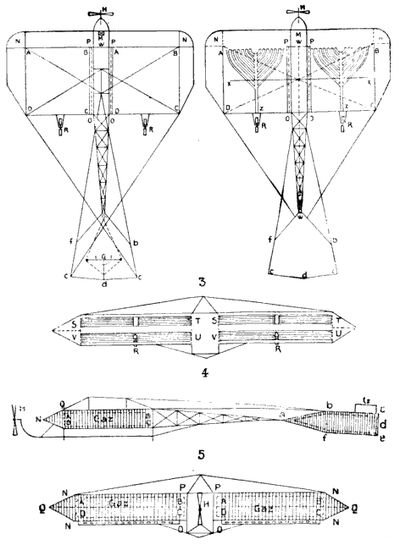 H H
N M P N N P M P N
A B W A B A W B
X W X
D C D C D Z Z C
O O O
R R R R
f b f W b
G
c d c c d c
3
S T S T
V U V U
R R
4
H Q b c
N A B Gaz a d
D C f e
5
N P P N
Q A Gaz B H A Gaz B Q
D C D C
N O O N